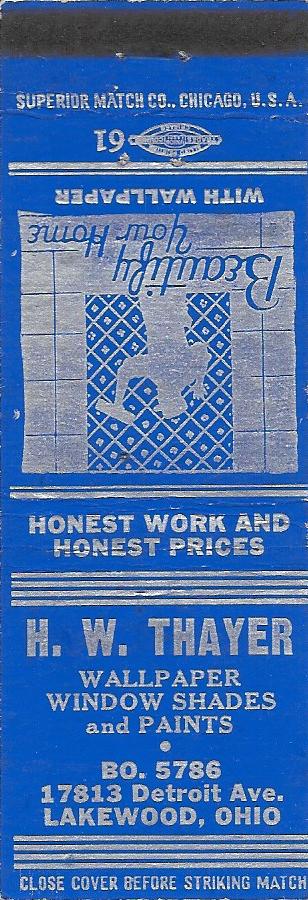 SUPERIOR MATCH CO., CHICAGO, U.S.A.
61
Beautify
Your Home
WITH WALLPAPER
HONEST WORK AND
HONEST PRICES
H. W. THAYER
WALLPAPER
WINDOW SHADES
and PAINTS
BO. 5786
17813 Detroit Ave.
LAKEWOOD, OHIO
CLOSE COVER BEFORE STRIKING MATCH